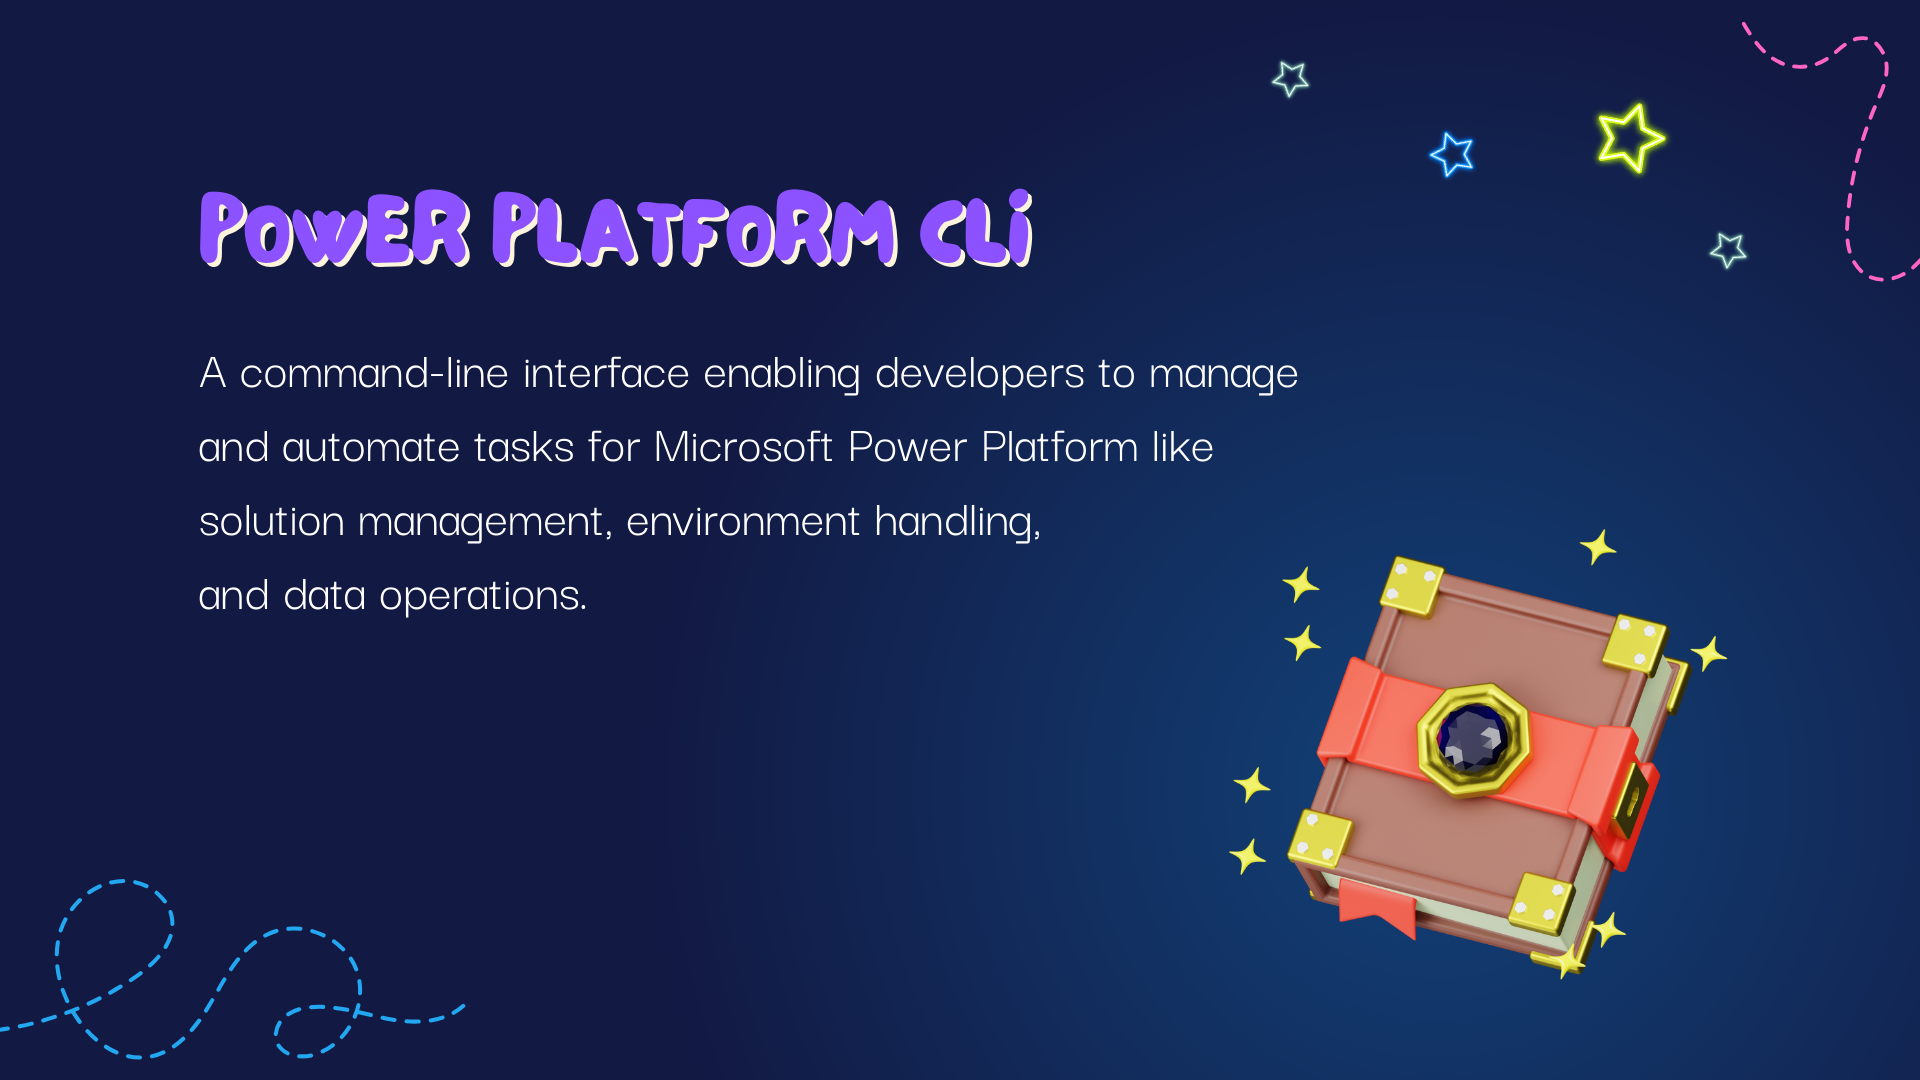 POWER PLATFORM CLI
A command-line interface enabling developers to manage
and automate tasks for Microsoft Power Platform like
solution management, environment handling,
and data operations.